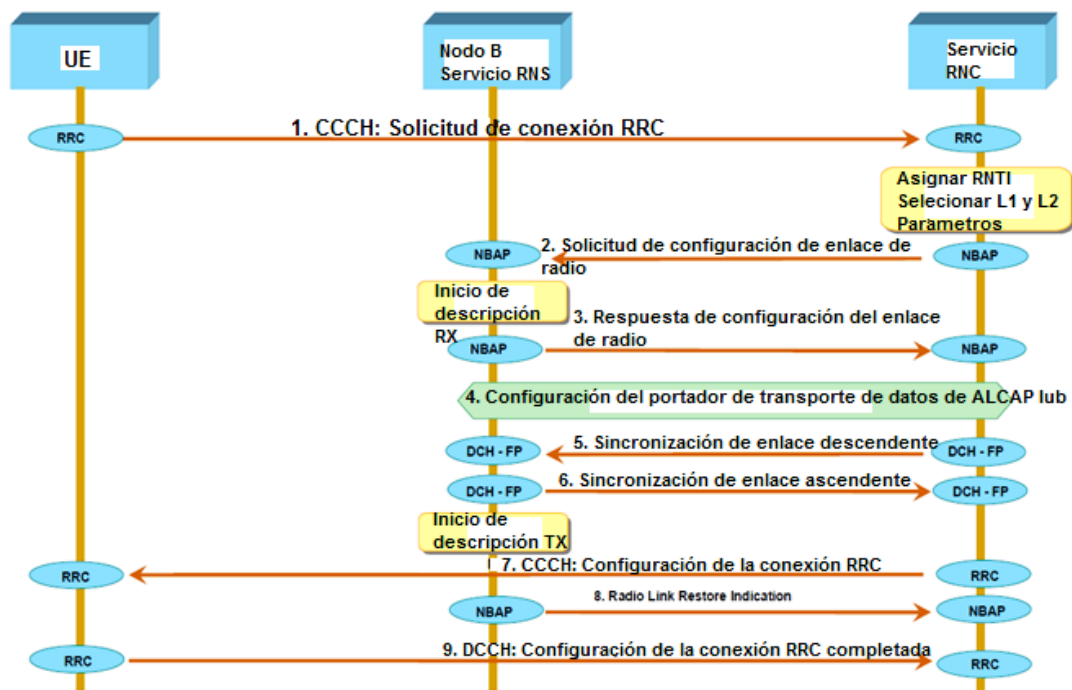 UE
Nodo B
Servicio RNS
Servicio
RNC
1. CCCH: Solicitud de conexión RRC
RRC
RRC
Asignar RNTI
Selecionar L1 y L2
Parametros
2. Solicitud de configuración de enlace de
radio
NBAP
NBAP
Inicio de
descripción
RX
3. Respuesta de configuración del enlace
de radio
NBAP
NBAP
4. Configuración del portador de transporte de datos de ALCAP Iub
5. Sincronización de enlace descendente
DCH - FP
DCH - FP
6. Sincronización de enlace ascendente
DCH - FP
DCH - FP
Inicio de
descripción TX
7. CCCH: Configuración de la conexión RRC
RRC
RRC
8. Radio Link Restore Indication
NBAP
NBAP
9. DCCH: Configuración de la conexión RRC completada
RRC
RRC